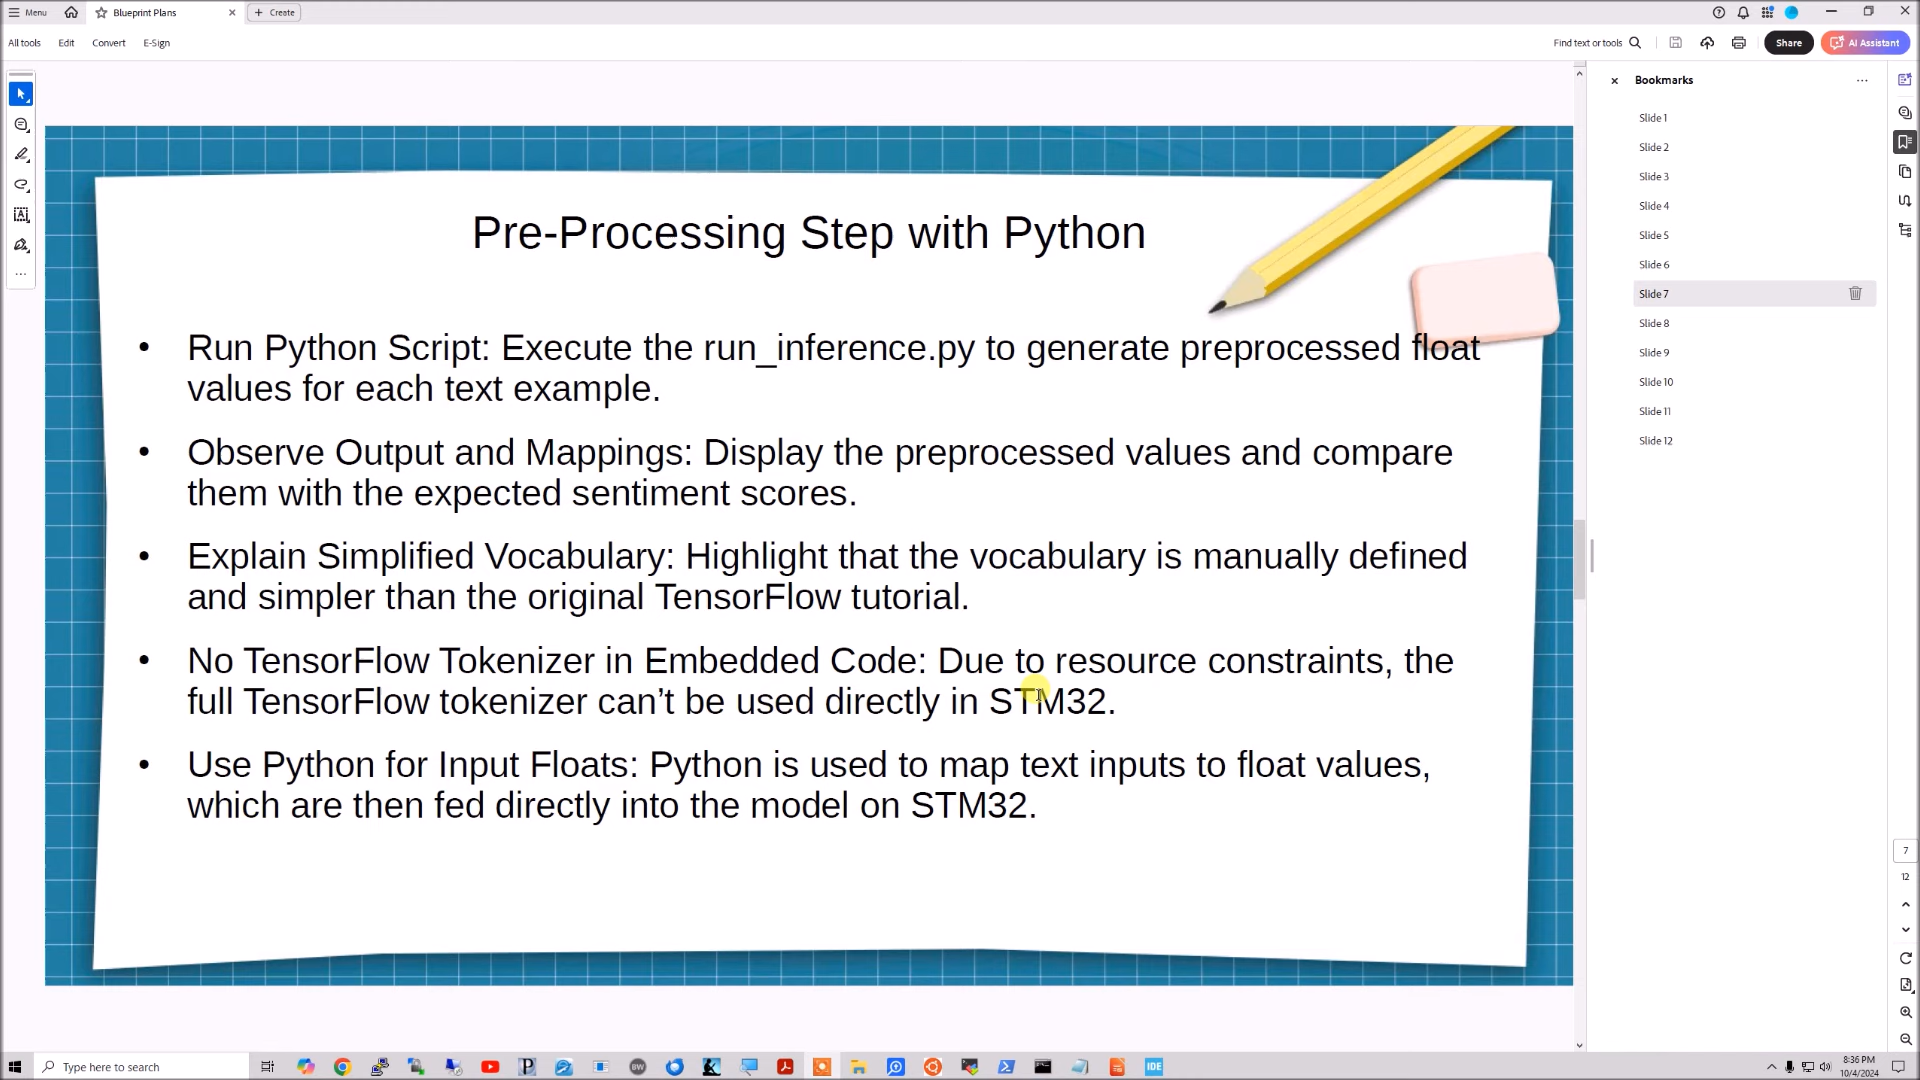 Menu
Blueprint Plans
Create
All tools
Edit
Convert
E-Sign
Find text or tools
Share
AI Assistant
Pre-Processing Step with Python
• Run Python Script: Execute the run_inference.py to generate preprocessed float
values for each text example.
• Observe Output and Mappings: Display the preprocessed values and compare
them with the expected sentiment scores.
• Explain Simplified Vocabulary: Highlight that the vocabulary is manually defined
and simpler than the original TensorFlow tutorial.
• No TensorFlow Tokenizer in Embedded Code: Due to resource constraints, the
full TensorFlow tokenizer can’t be used directly in STM32.
• Use Python for Input Floats: Python is used to map text inputs to float values,
which are then fed directly into the model on STM32.
Bookmarks
Slide 1
Slide 2
Slide 3
Slide 4
Slide 5
Slide 6
Slide 7
Slide 8
Slide 9
Slide 10
Slide 11
Slide 12
7
12
Type here to search
BW
IDE
8:36 PM
10/4/2024